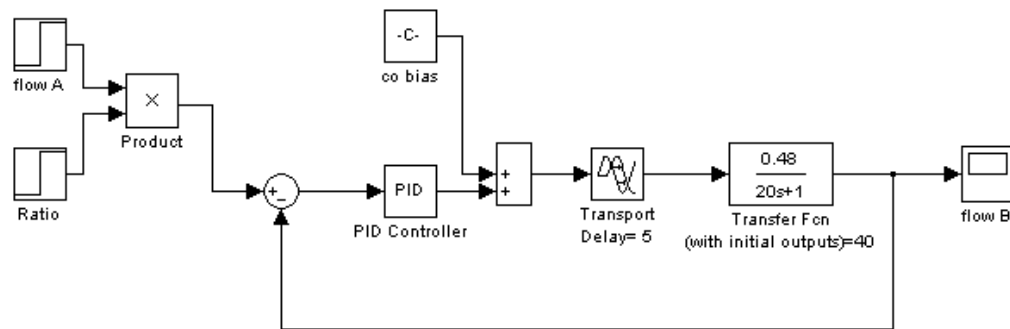 flow A
Ratio
×
Product
-C-
co bias
+
−
PID
PID Controller
+
+
Transport
Delay= 5
0.48
20s+1
Transfer Fcn
(with initial outputs)=40
flow B